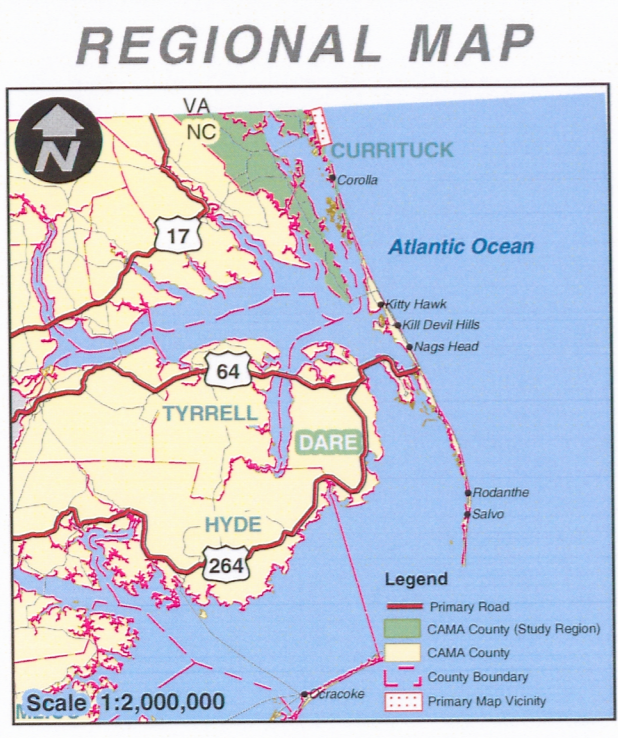 REGIONAL MAP
VA
NC
N
CURRITUCK
Corolla
17
Atlantic Ocean
Kitty Hawk
Kill Devil Hills
Nags Head
64
TYRRELL
DARE
Rodanthe
Salvo
HYDE
264
Legend
Primary Road
CAMA County (Study Region)
CAMA County
County Boundary
Primary Map Vicinity
Ocracoke
Scale 1:2,000,000